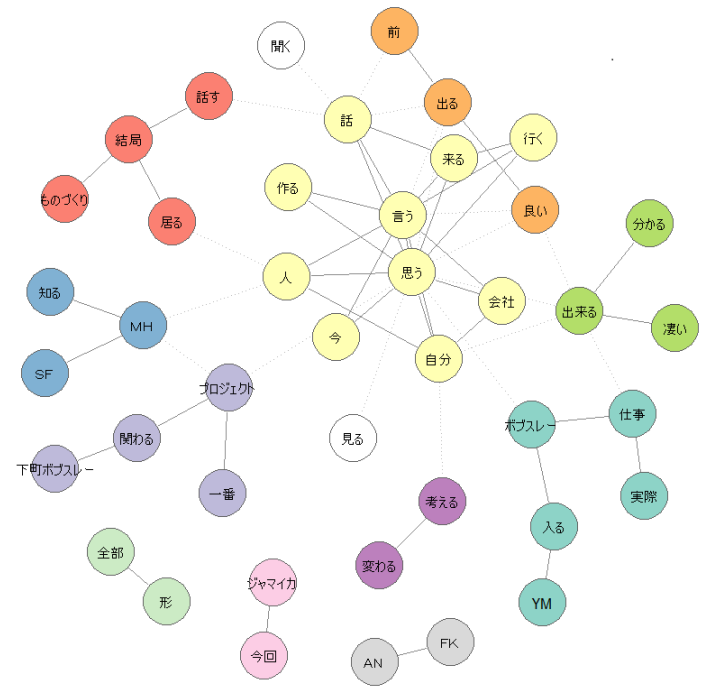 前
聞く
話す
出る
話
結局
行く
来る
作る
ものづくり
居る
言う
良い
分かる
人
思う
知る
会社
出来る
MH
凄い
今
自分
SF
プロジェクト
仕事
関わる
見る
ボブスレー
下町ボブスレー
一番
考える
実際
入る
全部
変わる
ジャマイカ
形
YM
今回
AN
FK